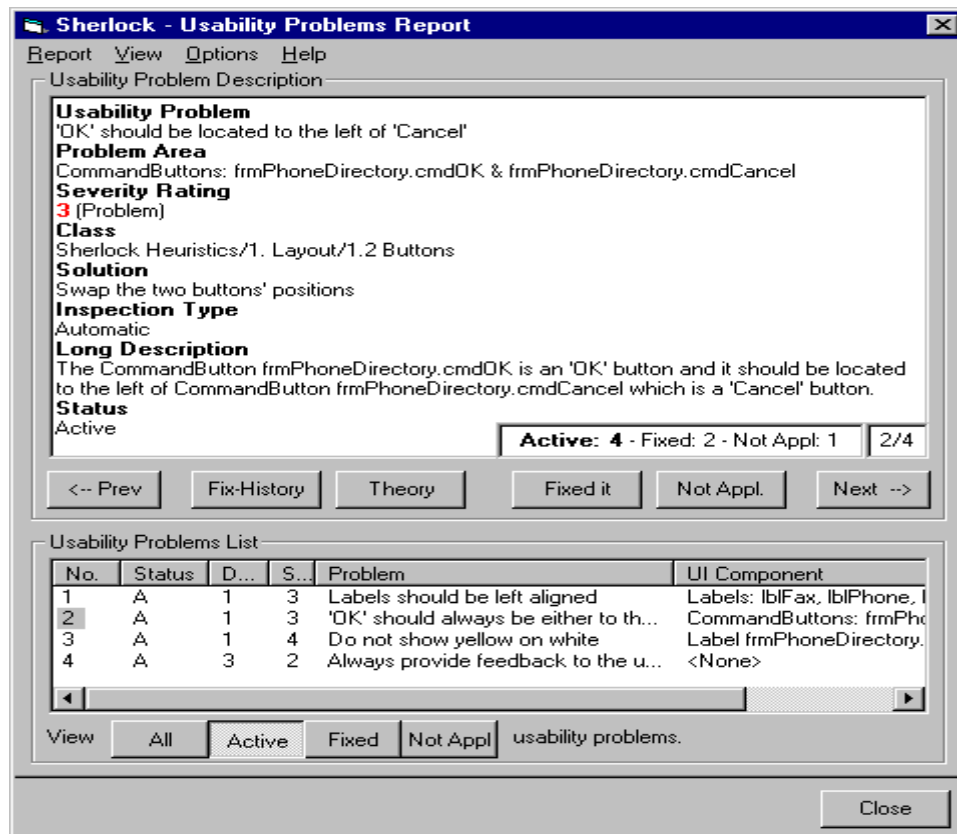 Sherlock - Usability Problems Report
Report View Options Help
Usability Problem Description
Usability Problem
'OK' should be located to the left of 'Cancel'
Problem Area
CommandButtons: frmPhoneDirectory.cmdOK & frmPhoneDirectory.cmdCancel
Severity Rating
3 (Problem)
Class
Sherlock Heuristics/1. Layout/1.2 Buttons
Solution
Swap the two buttons' positions
Inspection Type
Automatic
Long Description
The CommandButton frmPhoneDirectory.cmdOK is an 'OK' button and it should be located
to the left of CommandButton frmPhoneDirectory.cmdCancel which is a 'Cancel' button.
Status
Active
Active: 4 - Fixed: 2 - Not Appl: 1 2/4
<-- Prev Fix-History Theory Fixed it Not Appl. Next -->
Usability Problems List
No. Status D... S... Problem UI Component
1 A 1 3 Labels should be left aligned Labels: lblFax, lblPhone, l
2 A 1 3 'OK' should always be either to th... CommandButtons: frmPho
3 A 1 4 Do not show yellow on white Label frmPhoneDirectory.
4 A 3 2 Always provide feedback to the u... <None>
View All Active Fixed Not Appl usability problems.
Close